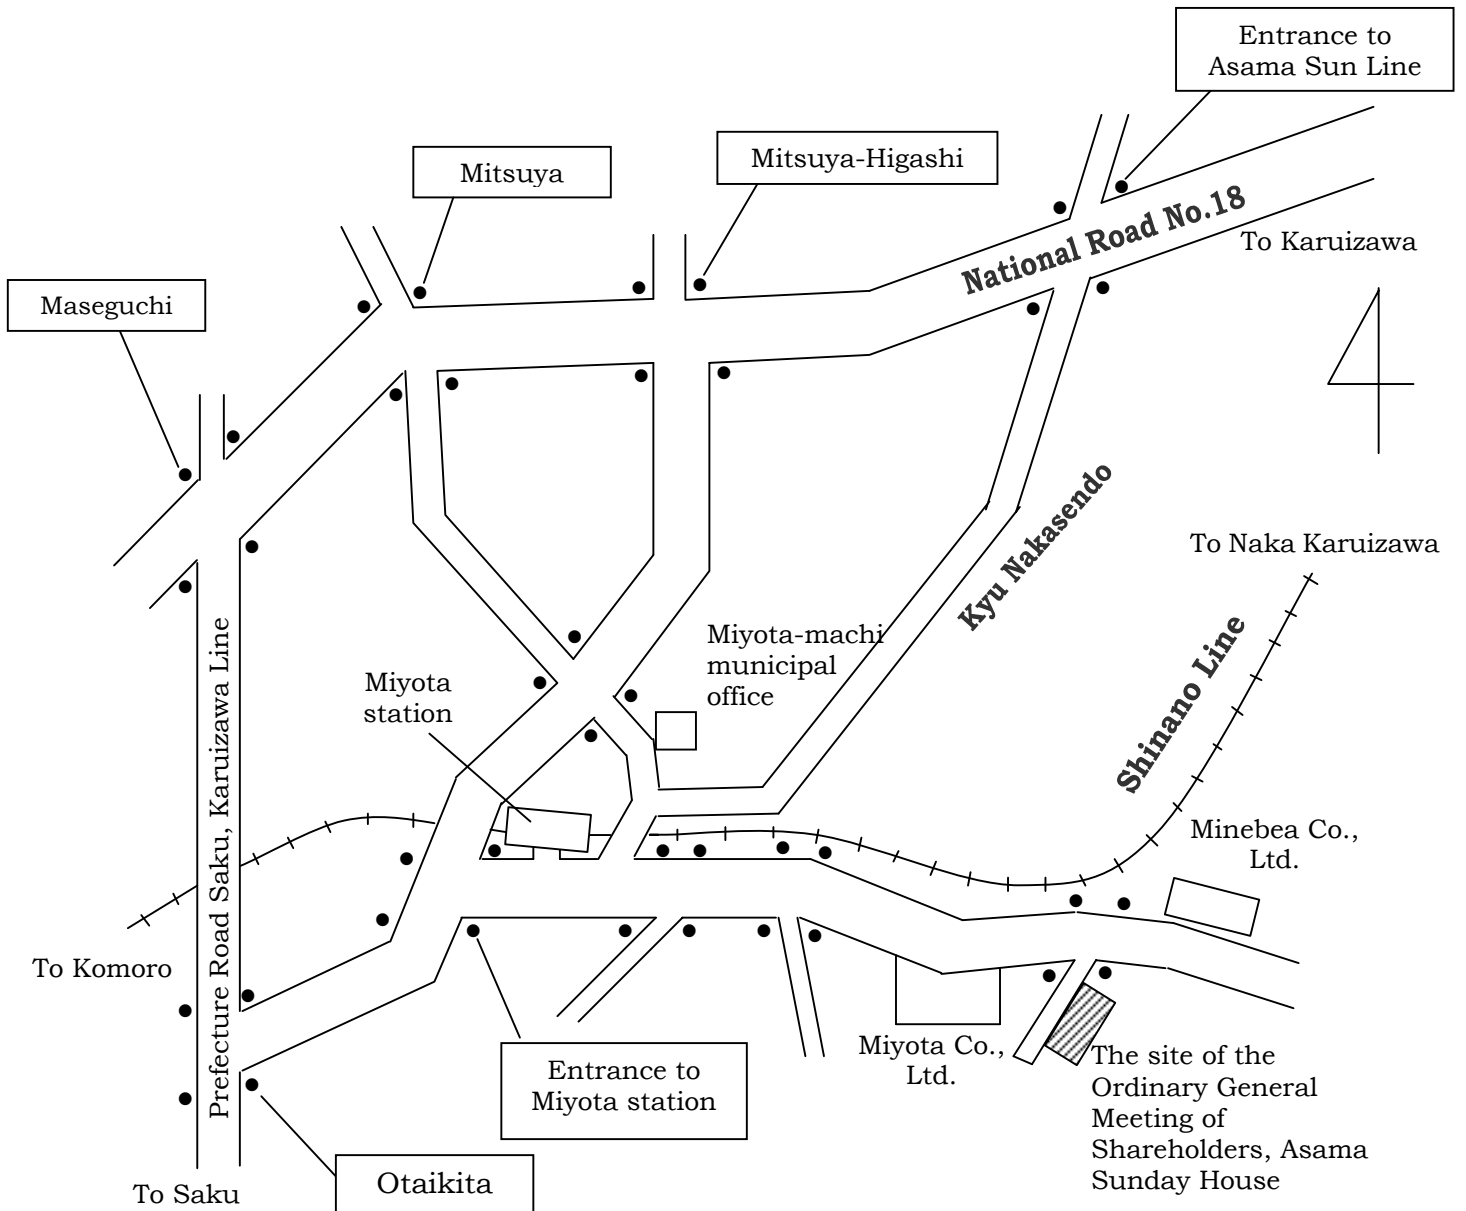 Entrance to
Asama Sun Line
Mitsuya-Higashi
Mitsuya
National Road No.18
To Karuizawa
Maseguchi
Kyu Nakasendo
To Naka Karuizawa
Shinano Line
Miyota-machi
municipal
office
Miyota
station
Prefecture Road Saku, Karuizawa Line
Minebea Co.,
Ltd.
To Komoro
Miyota Co.,
Ltd.
The site of the
Ordinary General
Meeting of
Shareholders, Asama
Sunday House
Entrance to
Miyota station
Otaikita
To Saku